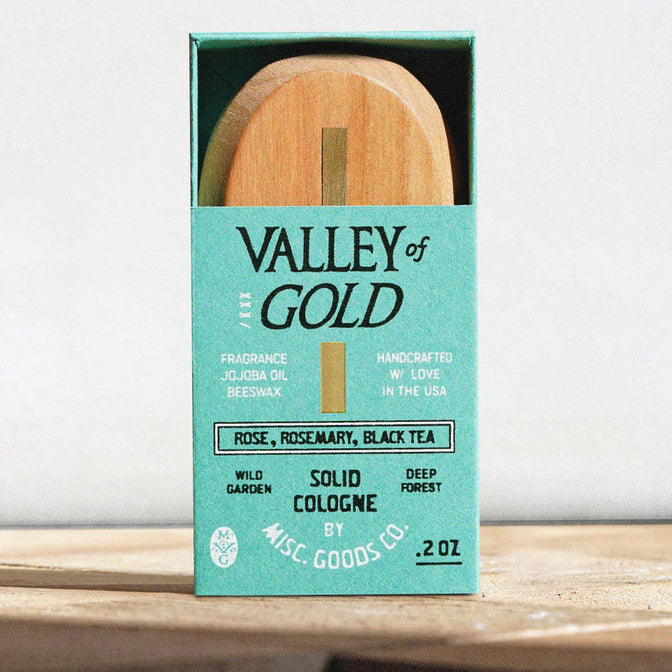 VALLEY of
/XXX GOLD
FRAGRANCE
JOJOBA OIL
BEESWAX
HANDCRAFTED
W/ LOVE
IN THE USA
ROSE, ROSEMARY, BLACK TEA
WILD
GARDEN
SOLID
COLOGNE
DEEP
FOREST
BY
MISC. GOODS CO.
M
G
.2 OZ